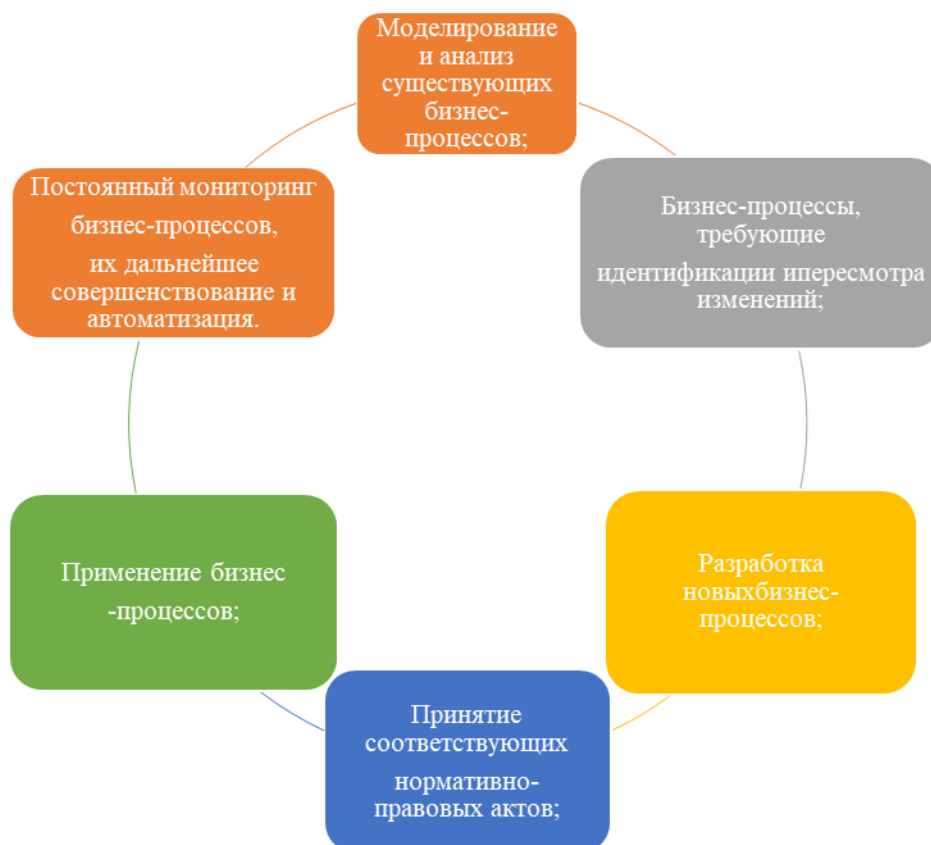 Моделирование
и анализ
существующих
бизнес-
процессов;
Бизнес-процессы,
требующие
идентификации ипересмотра
изменений;
Разработка
новыхбизнес-
процессов;
Принятие
соответствующих
нормативно-
правовых актов;
Применение бизнес
-процессов;
Постоянный мониторинг
бизнес-процессов,
их дальнейшее
совершенствование и
автоматизация.